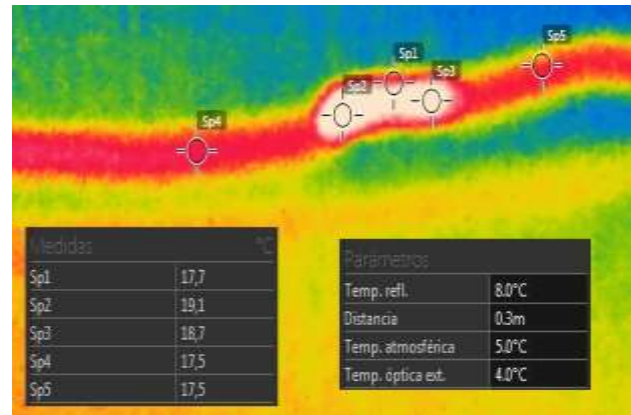 Sp5
Sp1
Sp3
Sp2
Sp4
Medidas °C
Sp1 17,7
Sp2 19,1
Sp3 18,7
Sp4 17,5
Sp5 17,5
Parámetros
Temp. refl. 8.0°C
Distancia 0.3m
Temp. atmosférica 5.0°C
Temp. óptica ext. 4.0°C